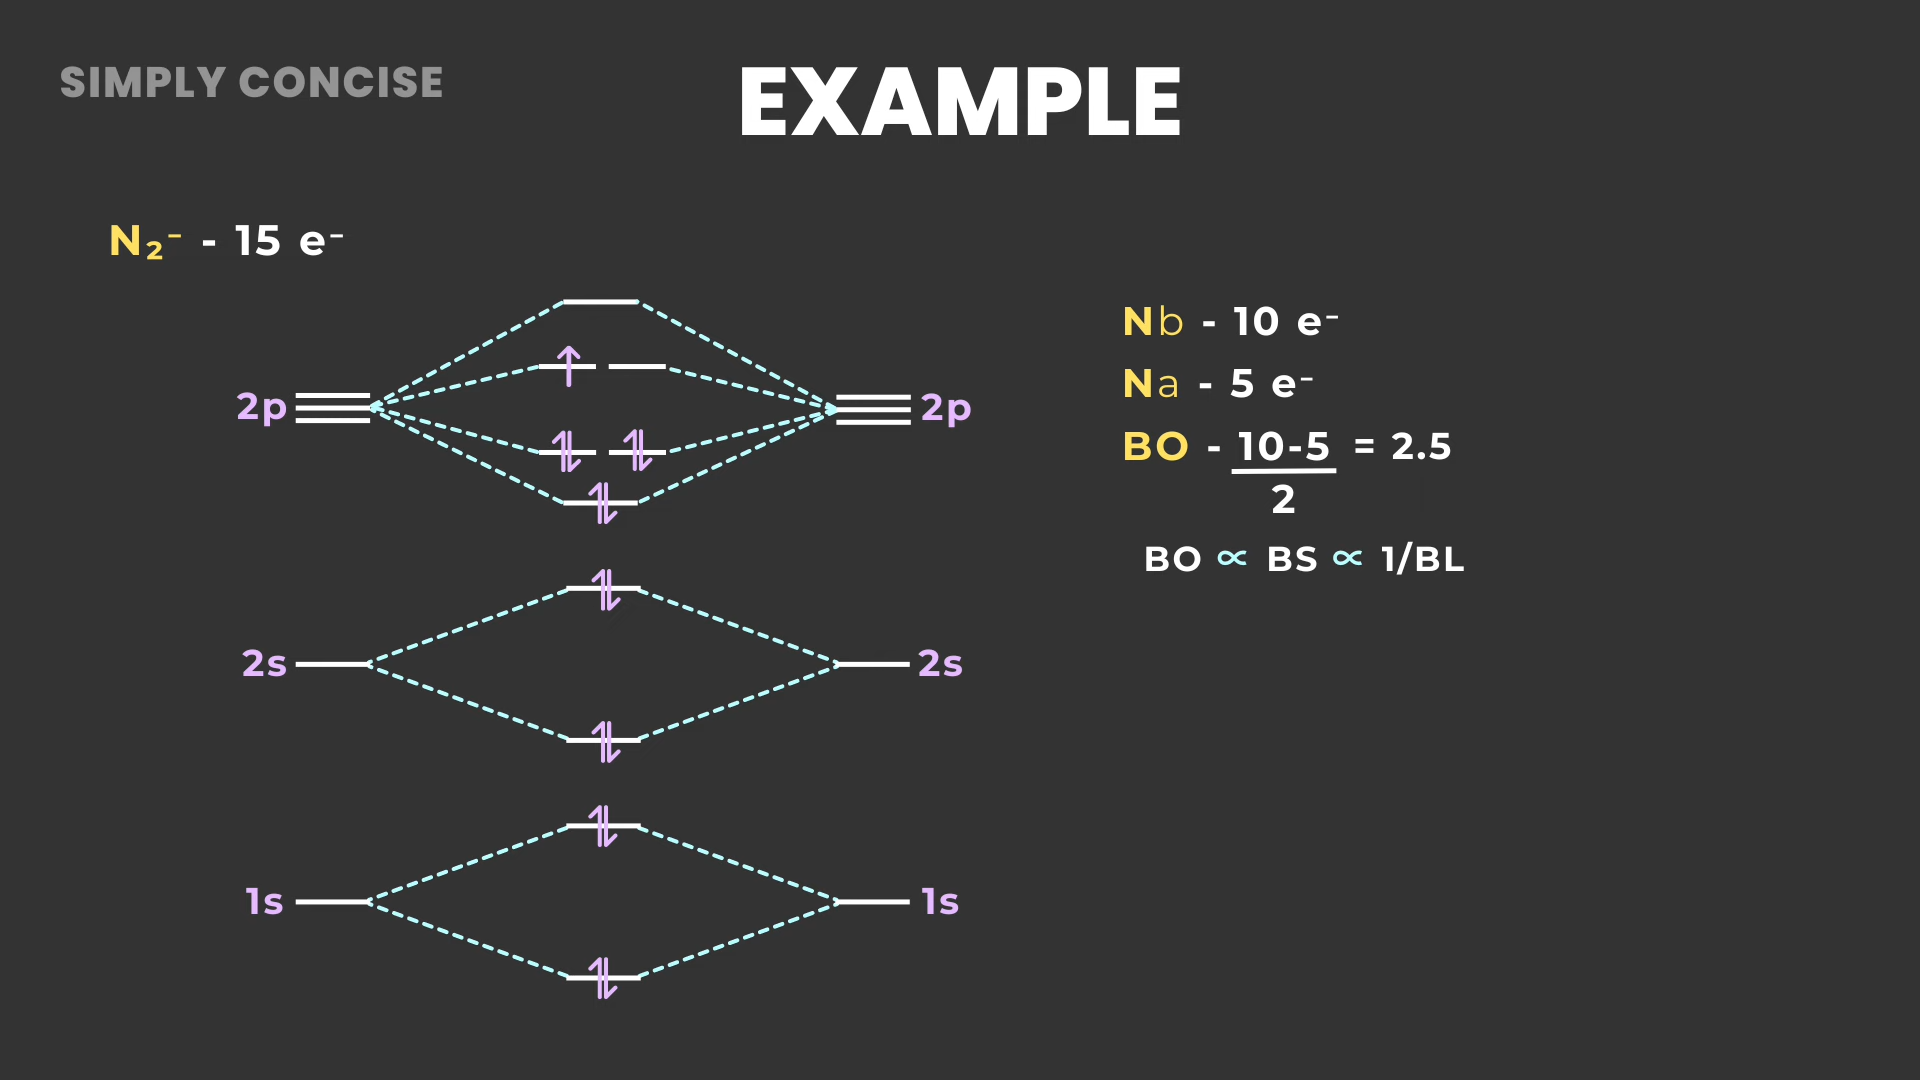 SIMPLY CONCISE
EXAMPLE
N₂⁻ - 15 e⁻
Nb - 10 e⁻
Na - 5 e⁻
BO - 10-5 = 2.5
2
BO ∝ BS ∝ 1/BL
2p 2p
2s 2s
1s 1s